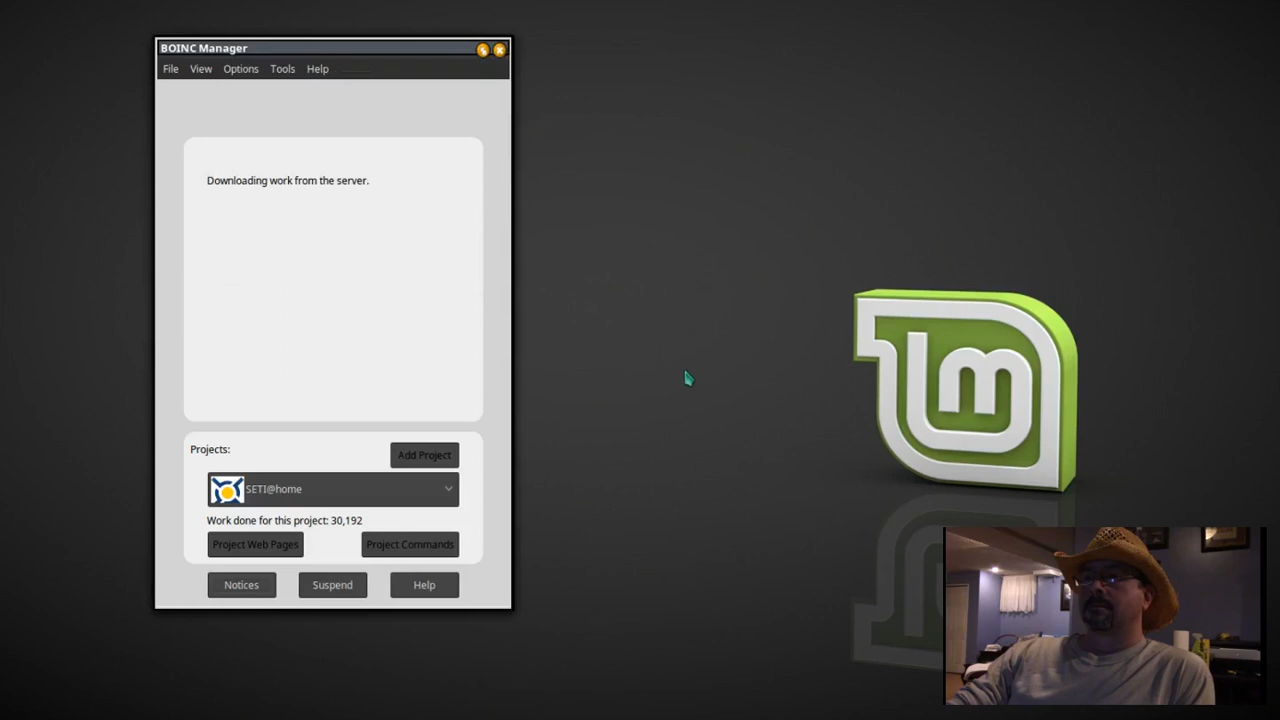 BOINC Manager
File View Options Tools Help
Downloading work from the server.
Projects:
Add Project
SETI@home
Work done for this project: 30,192
Project Web Pages Project Commands
Notices Suspend Help
lm